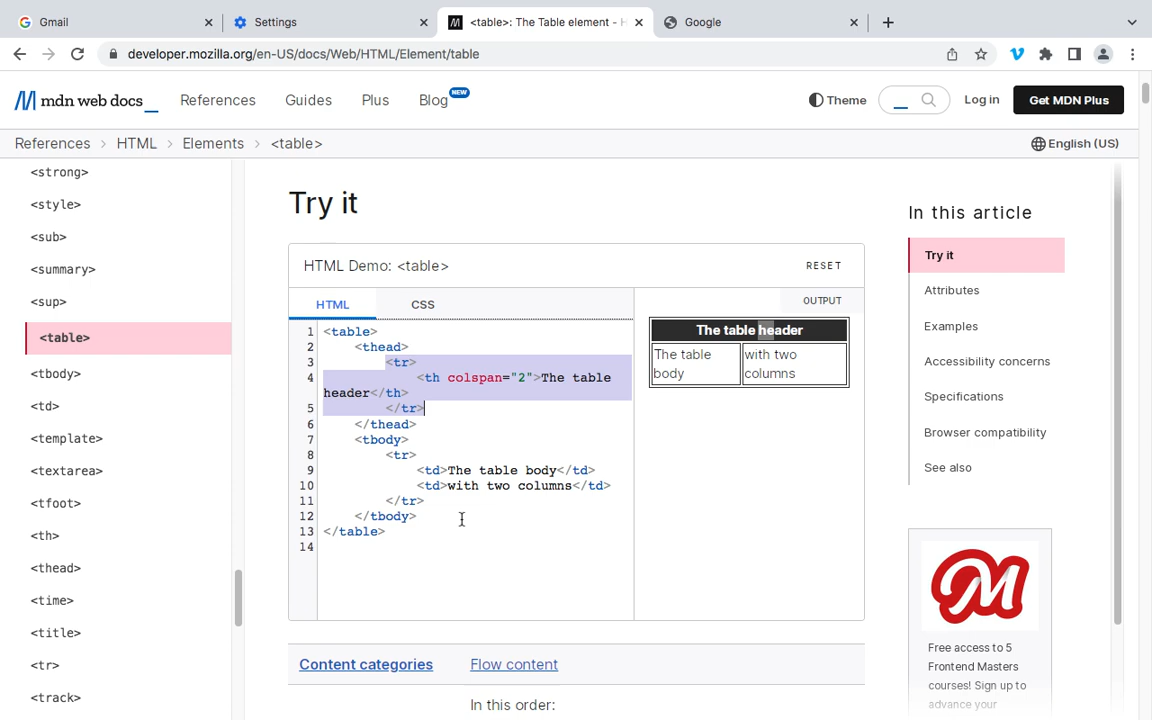 Gmail
Settings
<table>: The Table element - H
Google
developer.mozilla.org/en-US/docs/Web/HTML/Element/table
mdn web docs_
References
Guides
Plus
Blog
NEW
Theme
Log in
Get MDN Plus
References > HTML > Elements > <table>
English (US)
<strong>
<style>
<sub>
<summary>
<sup>
<table>
<tbody>
<td>
<template>
<textarea>
<tfoot>
<th>
<thead>
<time>
<title>
<tr>
<track>
Try it
HTML Demo: <table>
RESET
HTML
CSS
OUTPUT
1 <table>
2 <thead>
3 <tr>
4 <th colspan="2">The table
header</th>
5 </tr>
6 </thead>
7 <tbody>
8 <tr>
9 <td>The table body</td>
10 <td>with two columns</td>
11 </tr>
12 </tbody>
13 </table>
14
The table header
The table
body
with two
columns
Content categories
Flow content
In this order:
In this article
Try it
Attributes
Examples
Accessibility concerns
Specifications
Browser compatibility
See also
M
Free access to 5
Frontend Masters
courses! Sign up to
advance your